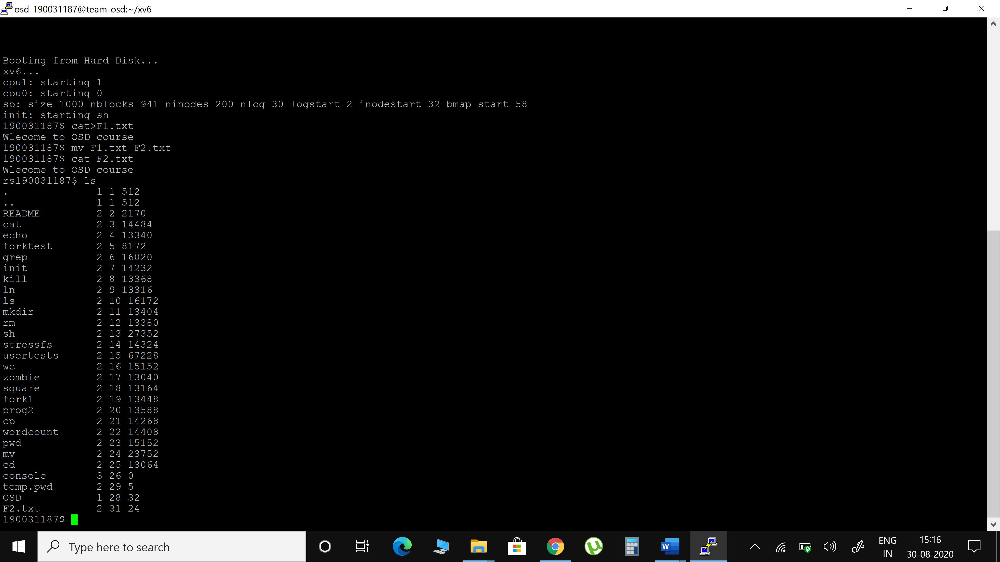 osd-190031187@team-osd:~/xv6
Booting from Hard Disk...
xv6...
cpu1: starting 1
cpu0: starting 0
sb: size 1000 nblocks 941 ninodes 200 nlog 30 logstart 2 inodestart 32 bmap start 58
init: starting sh
190031187$ cat>F1.txt
Wlecome to OSD course
190031187$ mv F1.txt F2.txt
190031187$ cat F2.txt
Wlecome to OSD course
rs190031187$ ls
.              1 1 512
..             1 1 512
README         2 2 2170
cat            2 3 14484
echo           2 4 13340
forktest       2 5 8172
grep           2 6 16020
init           2 7 14232
kill           2 8 13368
ln             2 9 13316
ls             2 10 16172
mkdir          2 11 13404
rm             2 12 13380
sh             2 13 27352
stressfs       2 14 14324
usertests      2 15 67228
wc             2 16 15152
zombie         2 17 13040
square         2 18 13164
fork1          2 19 13448
prog2          2 20 13588
cp             2 21 14268
wordcount      2 22 14408
pwd            2 23 15152
mv             2 24 23752
cd             2 25 13064
console        3 26 0
temp.pwd       2 29 5
OSD            1 28 32
F2.txt         2 31 24
190031187$
Type here to search
W
µ
ENG
IN
15:16
30-08-2020